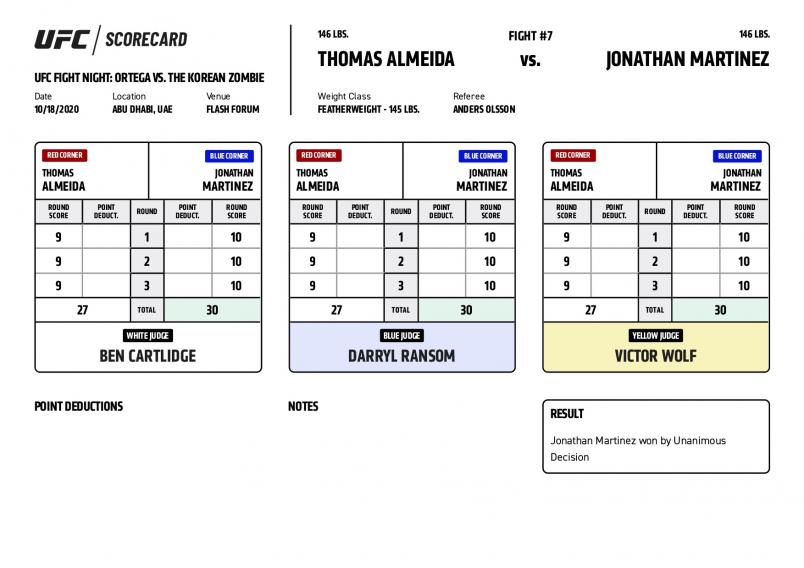 UFC / SCORECARD
UFC FIGHT NIGHT: ORTEGA VS. THE KOREAN ZOMBIE
Date Location Venue
10/18/2020 ABU DHABI, UAE FLASH FORUM
146 LBS. FIGHT #7 146 LBS.
THOMAS ALMEIDA vs. JONATHAN MARTINEZ
Weight Class Referee
FEATHERWEIGHT - 145 LBS. ANDERS OLSSON
RED CORNER BLUE CORNER
THOMAS JONATHAN
ALMEIDA MARTINEZ
ROUND SCORE POINT DEDUCT. ROUND POINT DEDUCT. ROUND SCORE
9 1 10
9 2 10
9 3 10
27 TOTAL 30
WHITE JUDGE
BEN CARTLIDGE
RED CORNER BLUE CORNER
THOMAS JONATHAN
ALMEIDA MARTINEZ
ROUND SCORE POINT DEDUCT. ROUND POINT DEDUCT. ROUND SCORE
9 1 10
9 2 10
9 3 10
27 TOTAL 30
BLUE JUDGE
DARRYL RANSOM
RED CORNER BLUE CORNER
THOMAS JONATHAN
ALMEIDA MARTINEZ
ROUND SCORE POINT DEDUCT. ROUND POINT DEDUCT. ROUND SCORE
9 1 10
9 2 10
9 3 10
27 TOTAL 30
YELLOW JUDGE
VICTOR WOLF
POINT DEDUCTIONS
NOTES
RESULT
Jonathan Martinez won by Unanimous
Decision